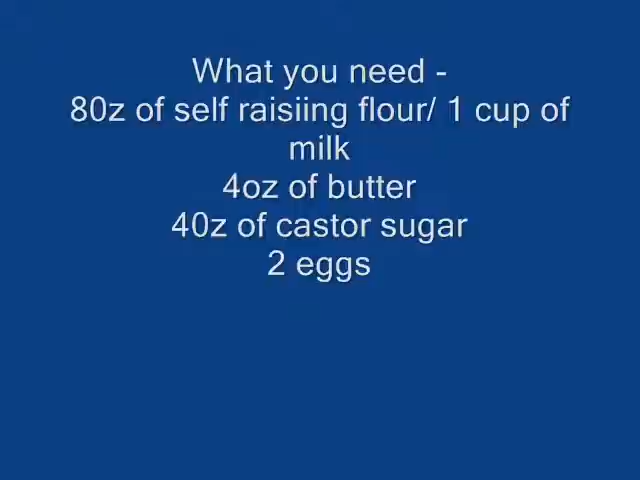 What you need -
80z of self raisiing flour/ 1 cup of
milk
4oz of butter
40z of castor sugar
2 eggs